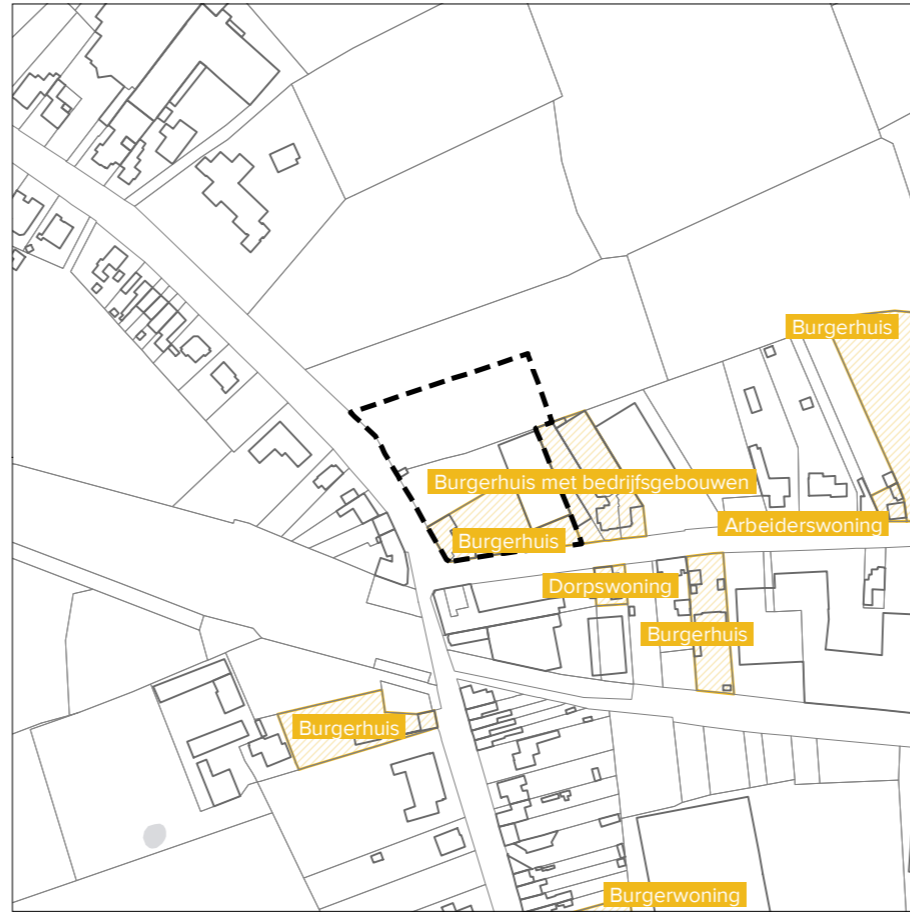 Burgerhuis
Burgerhuis met bedrijfsgebouwen
Arbeiderswoning
Burgerhuis
Dorpswoning
Burgerhuis
Burgerhuis
Burgerwoning